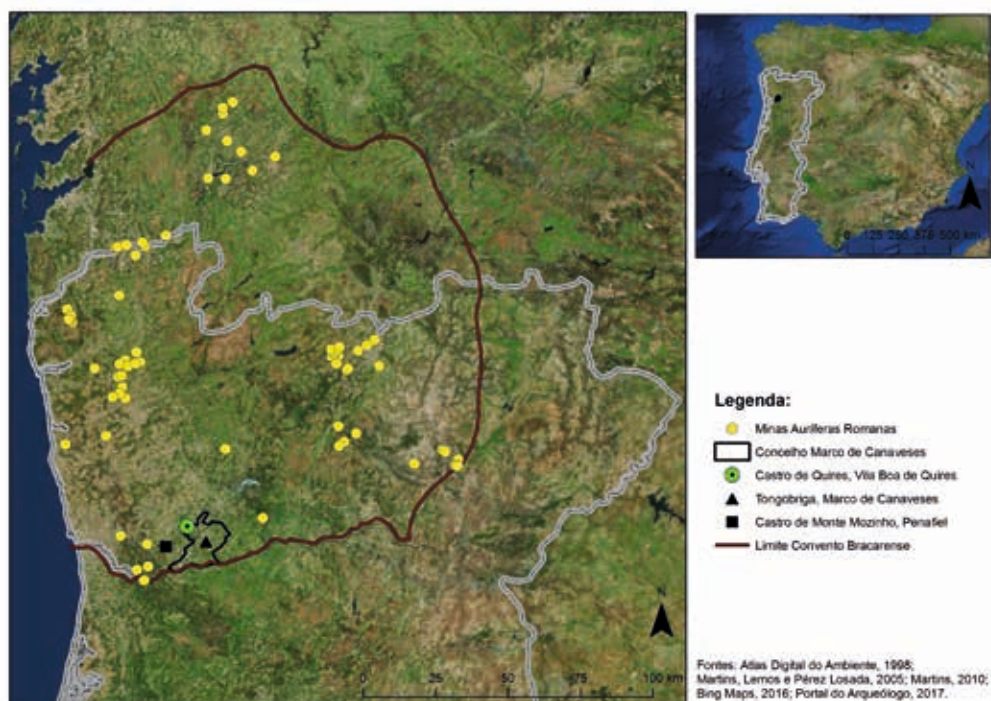 N
0 125 250 375 500 km
Legenda:
Minas Auríferas Romanas
Concelho Marco de Canaveses
Castro de Quires, Vila Boa de Quires
Tongobriga, Marco de Canaveses
Castro de Monte Mozinho, Penafiel
Limite Convento Bracarense
N
0 25 50 75 100 km
Fontes: Atlas Digital do Ambiente, 1998;
Martins, Lemos e Pérez Losada, 2005; Martins, 2010;
Bing Maps, 2016; Portal do Arqueólogo, 2017.